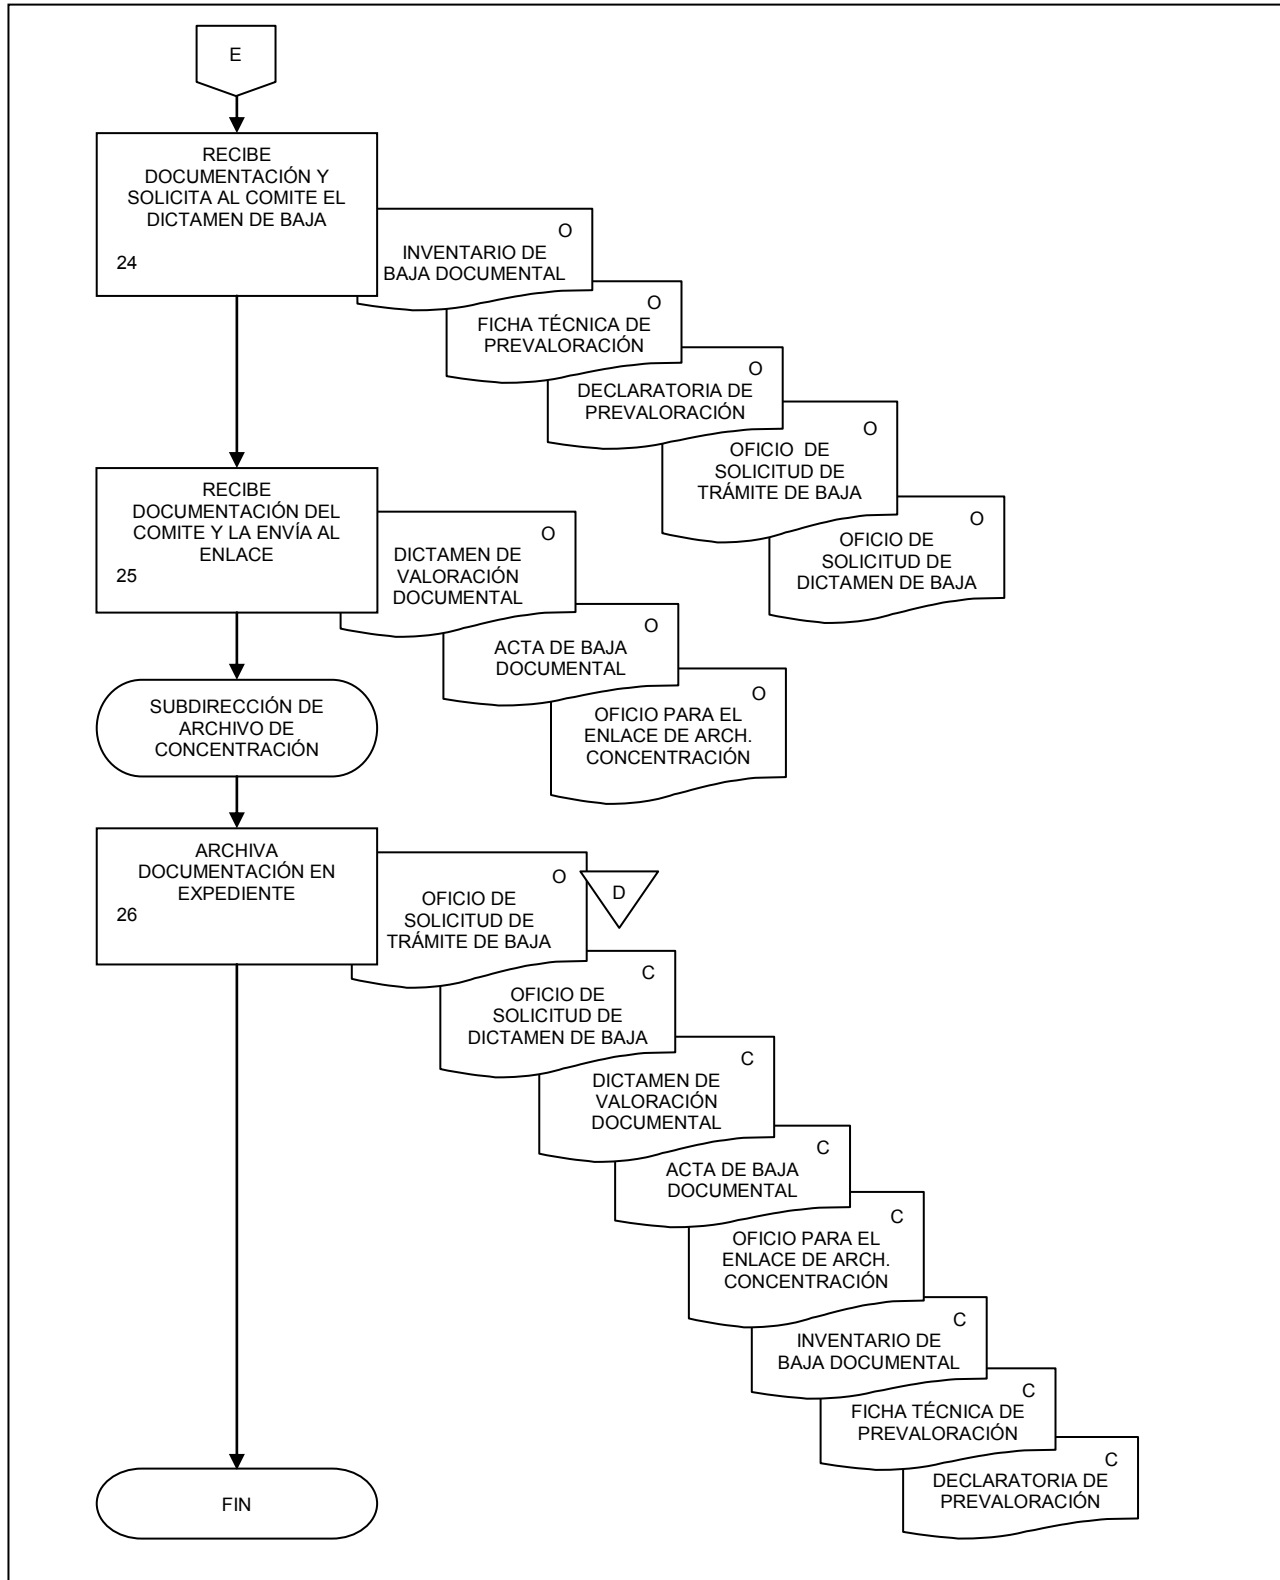 E
RECIBE
DOCUMENTACIÓN Y
SOLICITA AL COMITE EL
DICTAMEN DE BAJA
24
O
INVENTARIO DE
BAJA DOCUMENTAL
O
FICHA TÉCNICA DE
PREVALORACIÓN
O
DECLARATORIA DE
PREVALORACIÓN
O
OFICIO DE
SOLICITUD DE
TRÁMITE DE BAJA
O
OFICIO DE
SOLICITUD DE
DICTAMEN DE BAJA
RECIBE
DOCUMENTACIÓN DEL
COMITE Y LA ENVÍA AL
ENLACE
25
O
DICTAMEN DE
VALORACIÓN
DOCUMENTAL
O
ACTA DE BAJA
DOCUMENTAL
O
OFICIO PARA EL
ENLACE DE ARCH.
CONCENTRACIÓN
SUBDIRECCIÓN DE
ARCHIVO DE
CONCENTRACIÓN
ARCHIVA
DOCUMENTACIÓN EN
EXPEDIENTE
26
O
OFICIO DE
SOLICITUD DE
TRÁMITE DE BAJA
D
C
OFICIO DE
SOLICITUD DE
DICTAMEN DE BAJA
C
DICTAMEN DE
VALORACIÓN
DOCUMENTAL
C
ACTA DE BAJA
DOCUMENTAL
C
OFICIO PARA EL
ENLACE DE ARCH.
CONCENTRACIÓN
C
INVENTARIO DE
BAJA DOCUMENTAL
C
FICHA TÉCNICA DE
PREVALORACIÓN
C
DECLARATORIA DE
PREVALORACIÓN
FIN